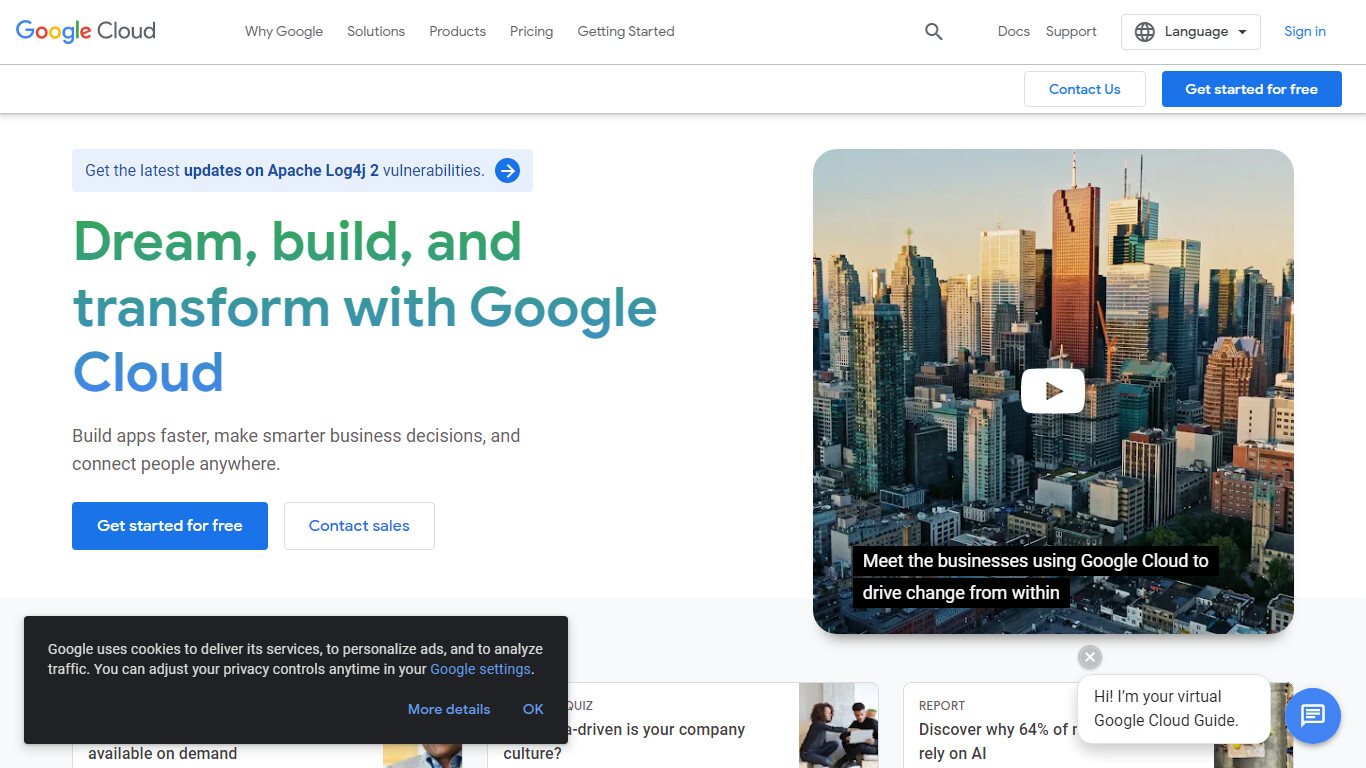 Google Cloud
Why Google
Solutions
Products
Pricing
Getting Started
Docs
Support
Language
Sign in
Contact Us
Get started for free
Get the latest updates on Apache Log4j 2 vulnerabilities.
Dream, build, and
transform with Google
Cloud
Build apps faster, make smarter business decisions, and
connect people anywhere.
Get started for free
Contact sales
Meet the businesses using Google Cloud to
drive change from within
Google uses cookies to deliver its services, to personalize ads, and to analyze
traffic. You can adjust your privacy controls anytime in your Google settings.
More details
OK
available on demand
QUIZ
is your company
culture?
REPORT
Discover why 64% of
rely on AI
Hi! I’m your virtual
Google Cloud Guide.